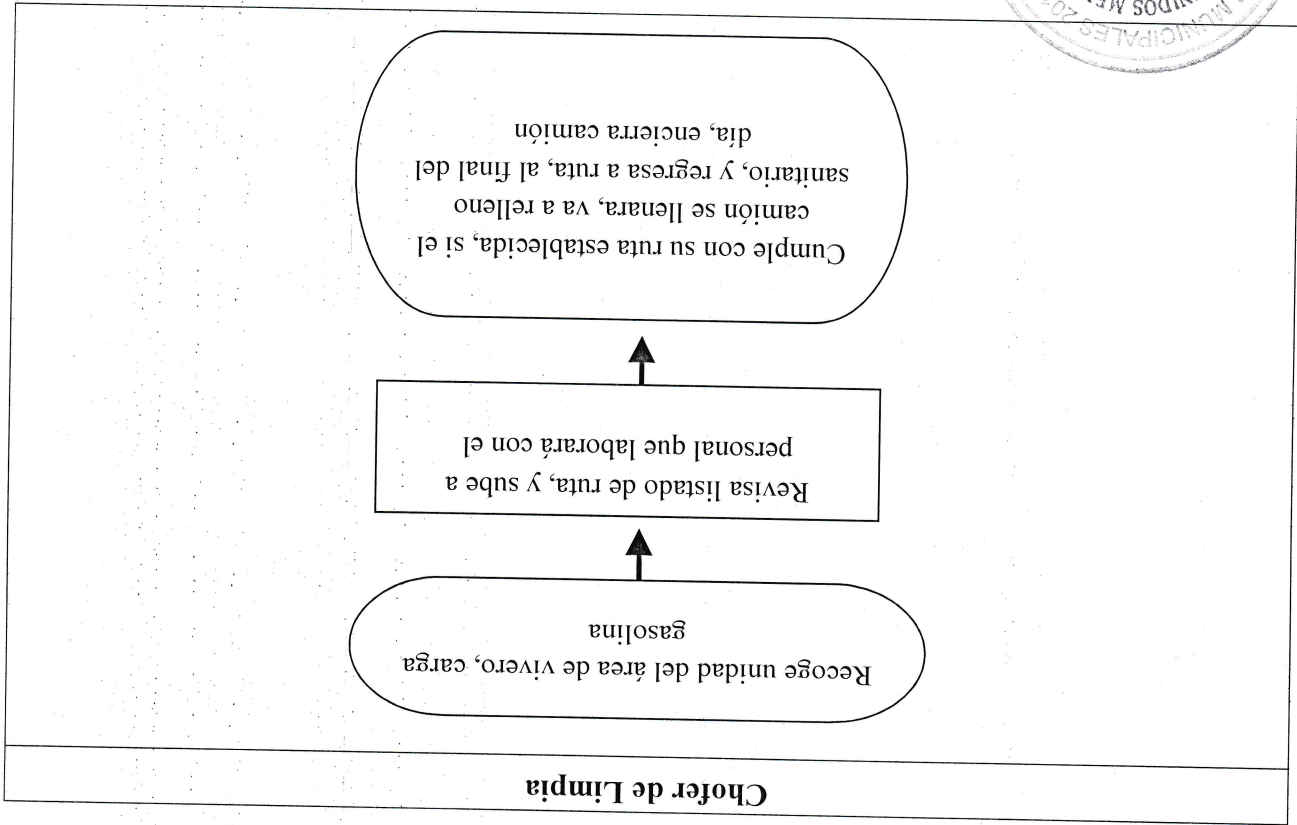 Chofer de Limpia
Recoge unidad del área de vivero, carga
gasolina
Revisa listado de ruta, y sube a
personal que laborará con el
Cumple con su ruta establecida, si el
camión se llenara, va a relleno
sanitario, y regresa a ruta, al final del
día, encierra camión
MUNICIPALES